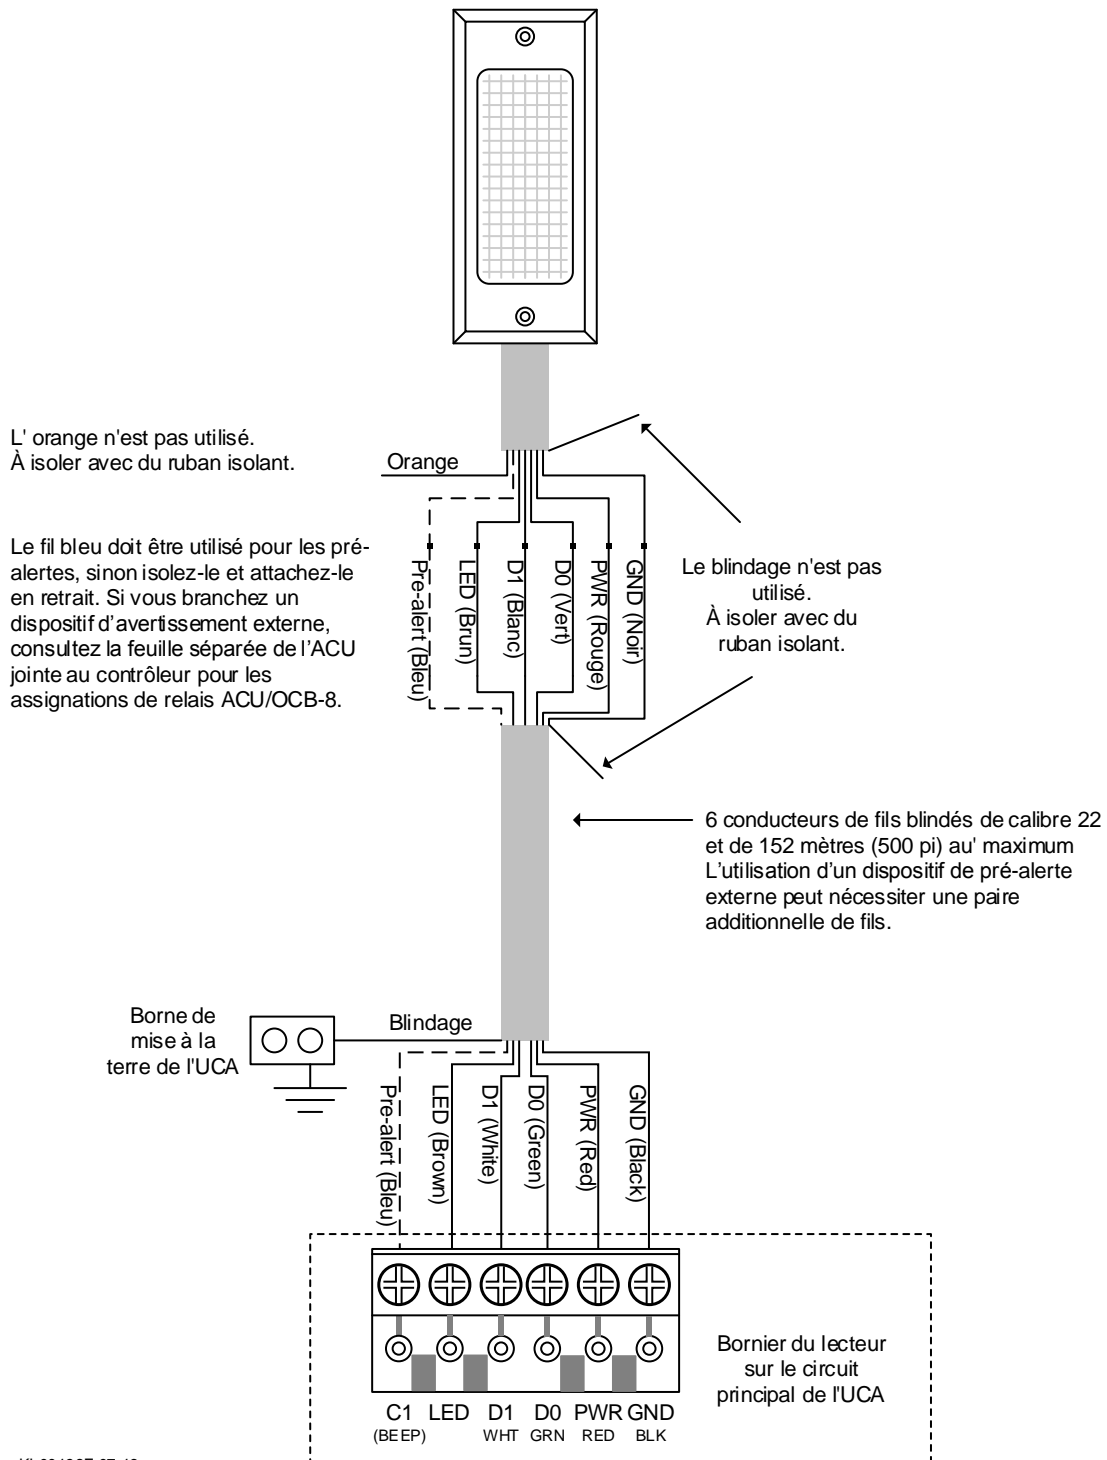 L' orange n'est pas utilisé.
À isoler avec du ruban isolant.
Orange
Le fil bleu doit être utilisé pour les pré-
alertes, sinon isolez-le et attachez-le
en retrait. Si vous branchez un
dispositif d'avertissement externe,
consultez la feuille séparée de l'ACU
jointe au contrôleur pour les
assignations de relais ACU/OCB-8.
Pre-alert (Bleu)
LED (Brun)
D1 (Blanc)
D0 (Vert)
PWR (Rouge)
GND (Noir)
Le blindage n'est pas
utilisé.
À isoler avec du
ruban isolant.
6 conducteurs de fils blindés de calibre 22
et de 152 mètres (500 pi) au' maximum
L'utilisation d'un dispositif de pré-alerte
externe peut nécessiter une paire
additionnelle de fils.
Borne de
mise à la
terre de l'UCA
Blindage
Pre-alert (Bleu)
LED (Brown)
D1 (White)
D0 (Green)
PWR (Red)
GND (Black)
Bornier du lecteur
sur le circuit
principal de l'UCA
C1 LED D1 D0 PWR GND
(BEEP) WHT GRN RED BLK